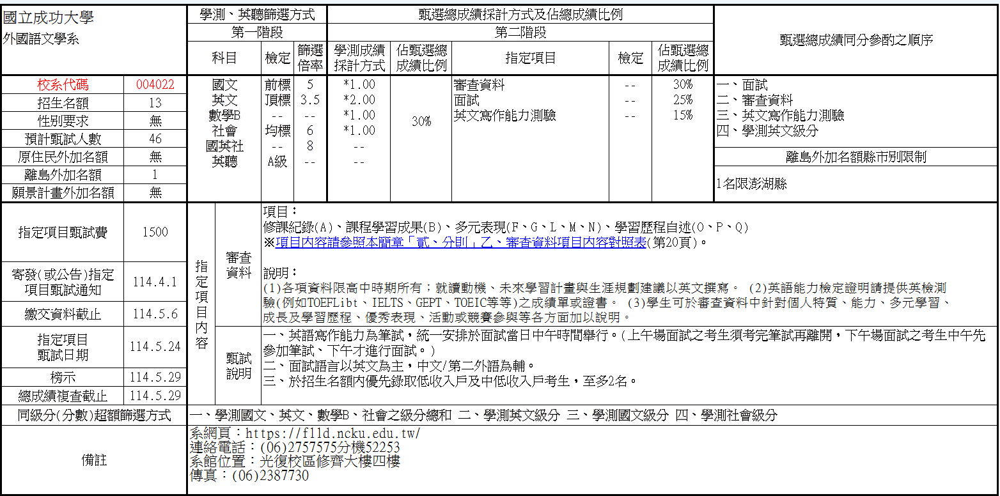 國立成功大學
外國語文學系
學測、英聽篩選方式
甄選總成績採計方式及佔總成績比例
甄選總成績同分參酌之順序
第一階段
第二階段
科目 檢定 篩選倍率 學測成績採計方式 佔甄選總成績比例 指定項目 檢定 佔甄選總成績比例
校系代碼 004022
招生名額 13
性別要求 無
預計甄試人數 46
原住民外加名額 無
離島外加名額 1
願景計畫外加名額 無
國文 前標 5 *1.00
英文 頂標 3.5 *2.00
數學B -- -- *1.00
社會 均標 6 *1.00
國英社 -- 8 --
英聽 A級 -- --
30%
審查資料 -- 30%
面試 -- 25%
英文寫作能力測驗 -- 15%
一、面試
二、審查資料
三、英文寫作能力測驗
四、學測英文級分
離島外加名額縣市別限制
1名限澎湖縣
指定項目甄試費 1500
寄發(或公告)指定項目甄試通知 114.4.1
繳交資料截止 114.5.6
指定項目甄試日期 114.5.24
榜示 114.5.29
總成績複查截止 114.5.29
指定項目內容
審查資料
項目：
修課紀錄(A)、課程學習成果(B)、多元表現(F、G、L、M、N)、學習歷程自述(O、P、Q)
※項目內容請參照本簡章「貳、分則」乙、審查資料項目內容對照表(第20頁)。
說明：
(1)各項資料限高中時期所有；就讀動機、未來學習計畫與生涯規劃建議以英文撰寫。 (2)英語能力檢定證明請提供英檢測
驗(例如TOEFLibt、IELTS、GEPT、TOEIC等等)之成績單或證書。 (3)學生可於審查資料中針對個人特質、能力、多元學習、
成長及學習歷程、優秀表現、活動或競賽參與等各方面加以說明。
甄試說明
一、英語寫作能力為筆試，統一安排於面試當日中午時間舉行。(上午場面試之考生須考完筆試再離開，下午場面試之考生中午先
參加筆試、下午才進行面試。)
二、面試語言以英文為主，中文/第二外語為輔。
三、於招生名額內優先錄取低收入戶及中低收入戶考生，至多2名。
同級分(分數)超額篩選方式
一、學測國文、英文、數學B、社會之級分總和 二、學測英文級分 三、學測國文級分 四、學測社會級分
備註
系網頁：https://flld.ncku.edu.tw/
連絡電話：(06)2757575分機52253
系館位置：光復校區修齊大樓四樓
傳真：(06)2387730